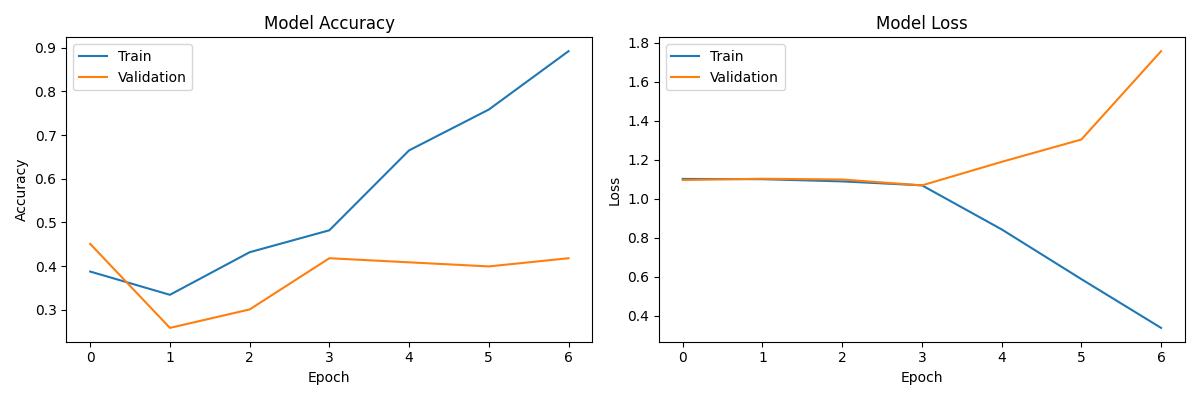 Model Accuracy
Train
Validation
0.9
0.8
0.7
0.6
0.5
0.4
0.3
Accuracy
0 1 2 3 4 5 6
Epoch
Model Loss
Train
Validation
1.8
1.6
1.4
1.2
1.0
0.8
0.6
0.4
Loss
0 1 2 3 4 5 6
Epoch